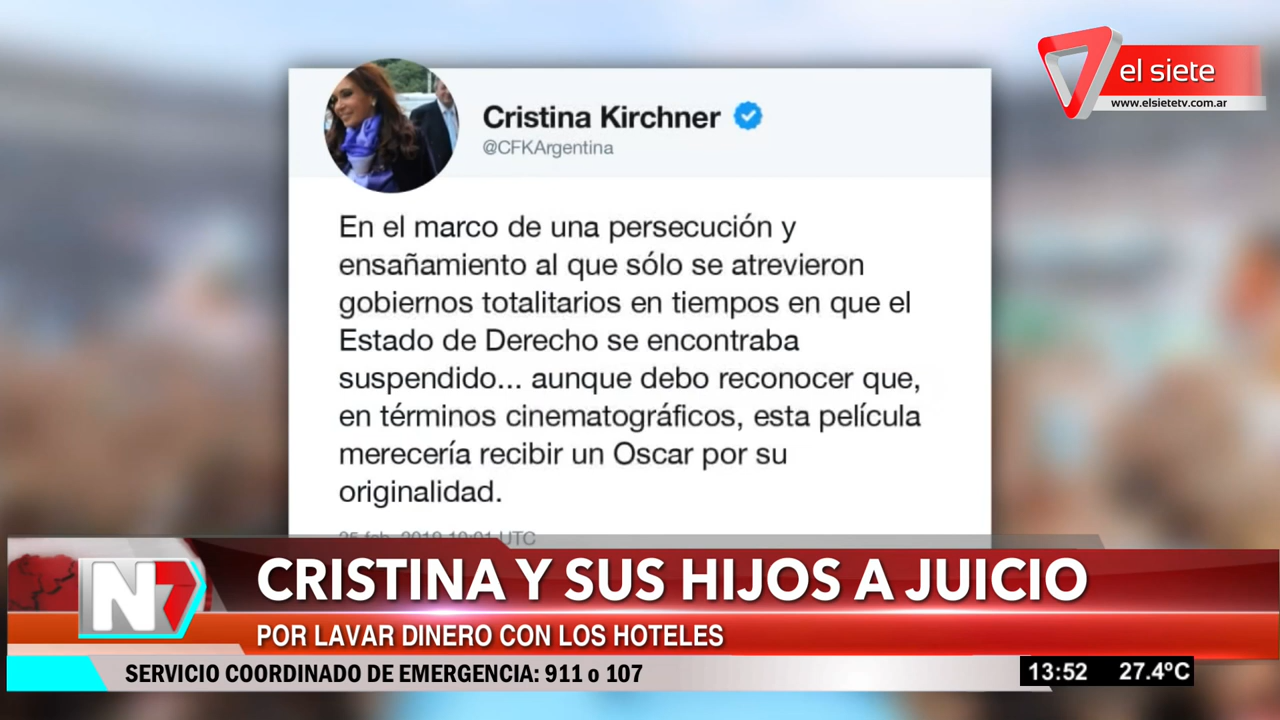 el siete
www.elsietetv.com.ar
Cristina Kirchner
@CFKArgentina
En el marco de una persecución y
ensañamiento al que sólo se atrevieron
gobiernos totalitarios en tiempos en que el
Estado de Derecho se encontraba
suspendido... aunque debo reconocer que,
en términos cinematográficos, esta película
merecería recibir un Oscar por su
originalidad.
UTC
N7
CRISTINA Y SUS HIJOS A JUICIO
POR LAVAR DINERO CON LOS HOTELES
SERVICIO COORDINADO DE EMERGENCIA: 911 o 107
13:52 27.4ºC